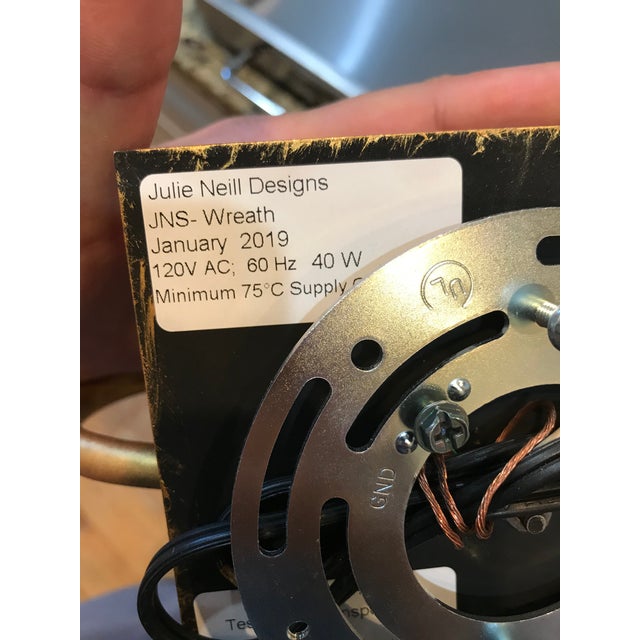 Julie Neill Designs
JNS- Wreath
January 2019
120V AC; 60 Hz 40 W
Minimum 75°C Supply
GND